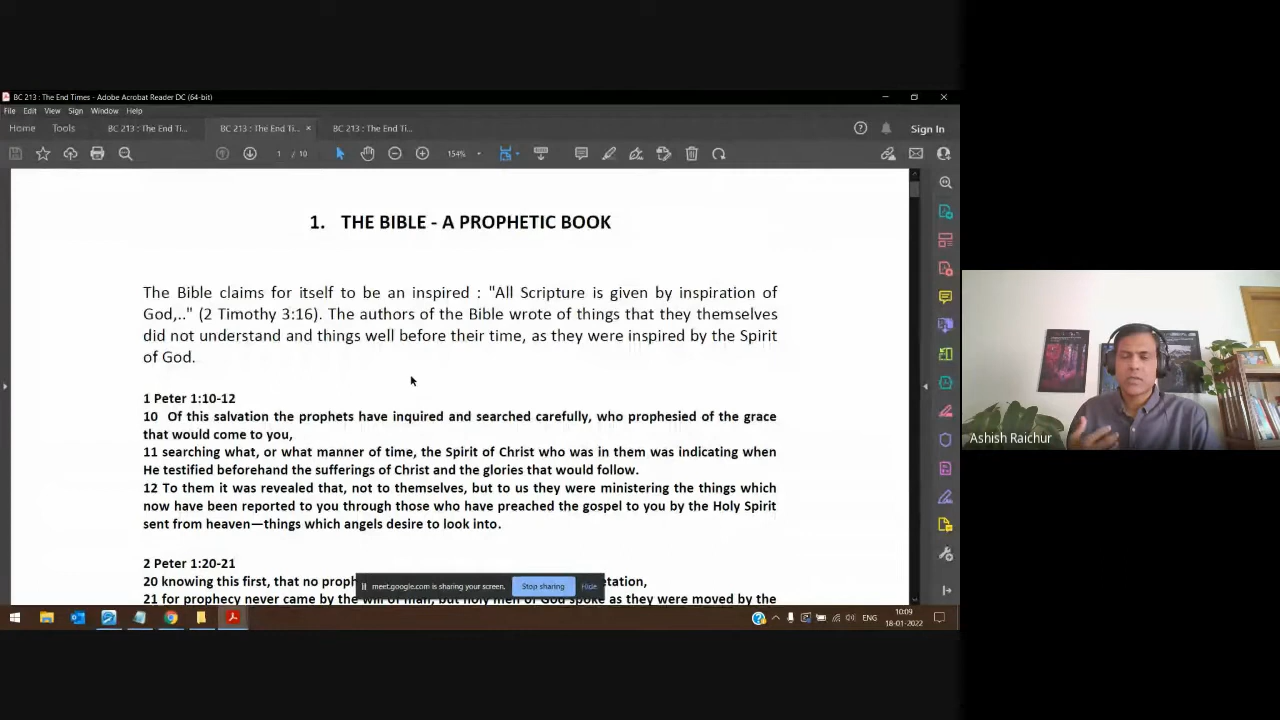 BC 213 : The End Times - Adobe Acrobat Reader DC (64-bit)
File Edit View Sign Window Help
Home Tools BC 213 : The End Ti... BC 213 : The End Ti... × BC 213 : The End Ti... Sign In
1 / 10 154%
1. THE BIBLE - A PROPHETIC BOOK
The Bible claims for itself to be an inspired : "All Scripture is given by inspiration of
God,.." (2 Timothy 3:16). The authors of the Bible wrote of things that they themselves
did not understand and things well before their time, as they were inspired by the Spirit
of God.
1 Peter 1:10-12
10 Of this salvation the prophets have inquired and searched carefully, who prophesied of the grace
that would come to you,
11 searching what, or what manner of time, the Spirit of Christ who was in them was indicating when
He testified beforehand the sufferings of Christ and the glories that would follow.
12 To them it was revealed that, not to themselves, but to us they were ministering the things which
now have been reported to you through those who have preached the gospel to you by the Holy Spirit
sent from heaven—things which angels desire to look into.
2 Peter 1:20-21
20 knowing this first, that no proph
etation,
21 for prophecy never came by the will of man, but holy men of God spoke as they were moved by the
meet.google.com is sharing your screen. Stop sharing Hide
ENG
10:09
18-01-2022
Ashish Raichur